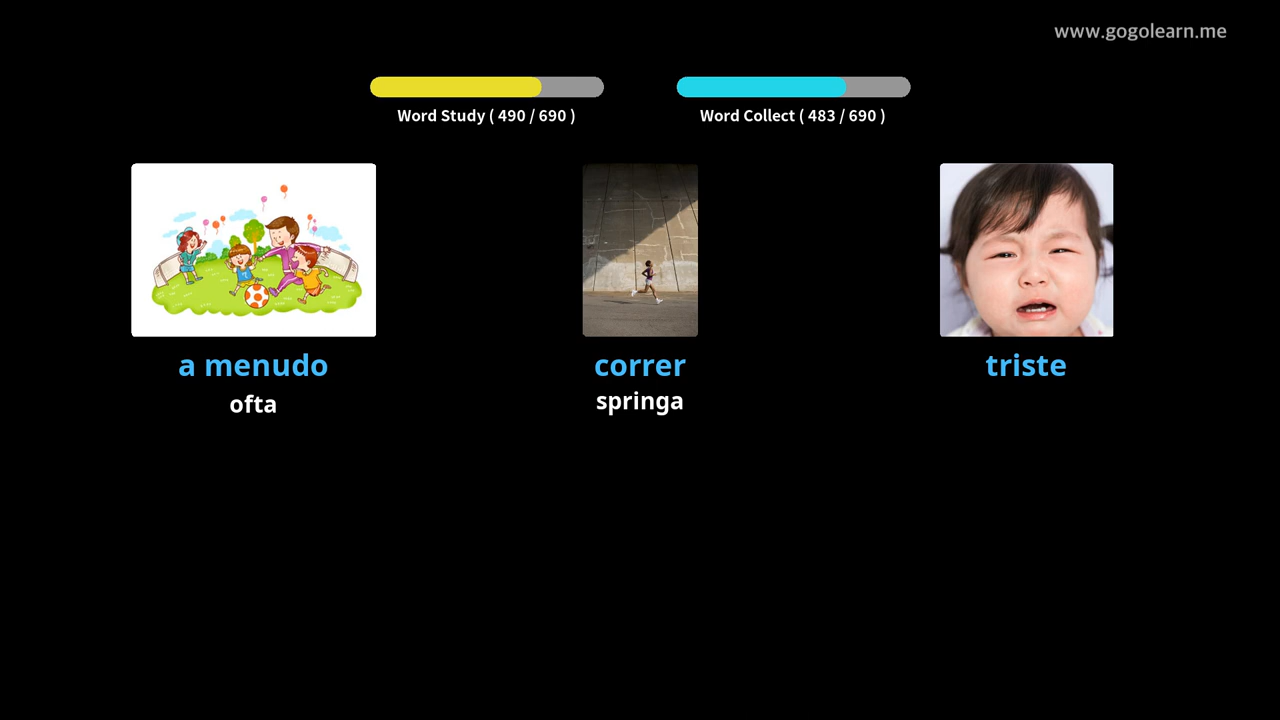 www.gogolearn.me
Word Study ( 490 / 690 )
Word Collect ( 483 / 690 )
a menudo
ofta
correr
springa
triste